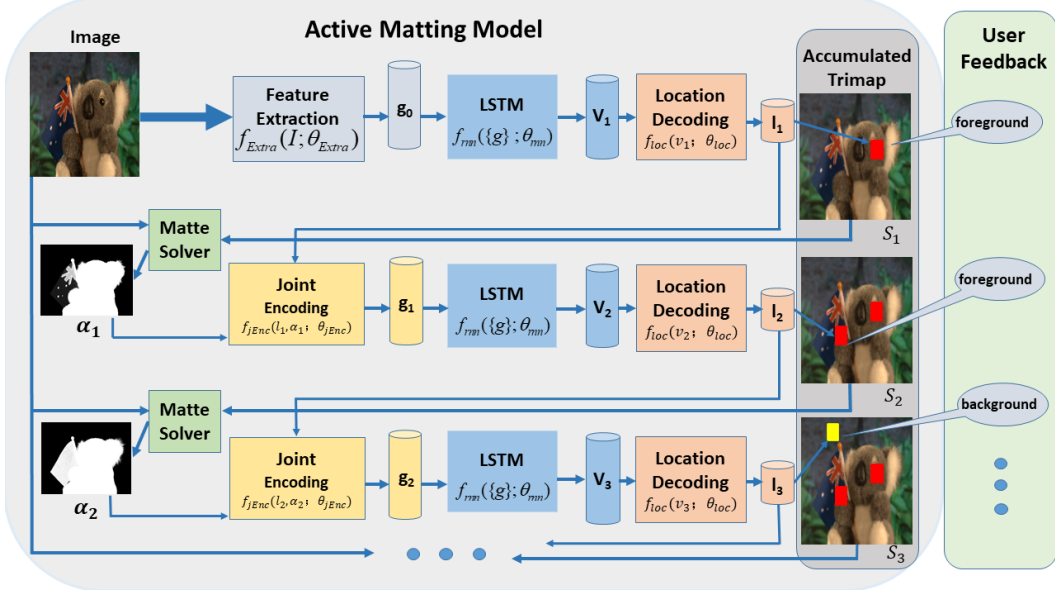 Active Matting Model
Image
User
Feedback
Accumulated
Trimap
Feature
Extraction
f_Extra(I; θ_Extra)
g₀
LSTM
f_rnn({g}; θ_rnn)
V₁
Location
Decoding
f_loc(v₁; θ_loc)
l₁
foreground
S₁
Matte
Solver
α₁
Joint
Encoding
f_jEnc(l₁,α₁; θ_jEnc)
g₁
LSTM
f_rnn({g}; θ_rnn)
V₂
Location
Decoding
f_loc(v₂; θ_loc)
l₂
foreground
S₂
Matte
Solver
α₂
Joint
Encoding
f_jEnc(l₂,α₂; θ_jEnc)
g₂
LSTM
f_rnn({g}; θ_rnn)
V₃
Location
Decoding
f_loc(v₃; θ_loc)
l₃
background
S₃